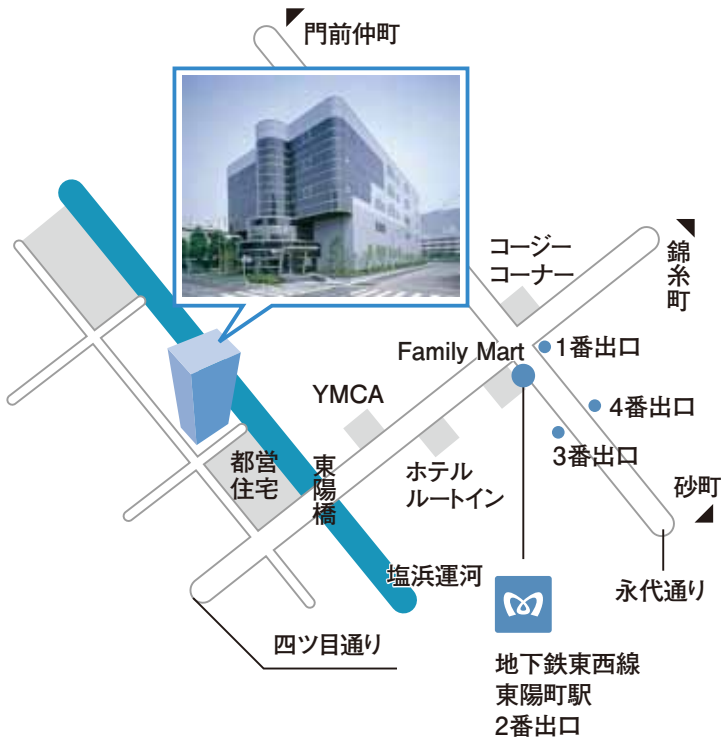 門前仲町
コージー
コーナー
錦糸町
Family Mart
1番出口
YMCA
4番出口
3番出口
都営
住宅
東陽橋
ホテル
ルートイン
砂町
塩浜運河
永代通り
四ツ目通り
地下鉄東西線
東陽町駅
2番出口